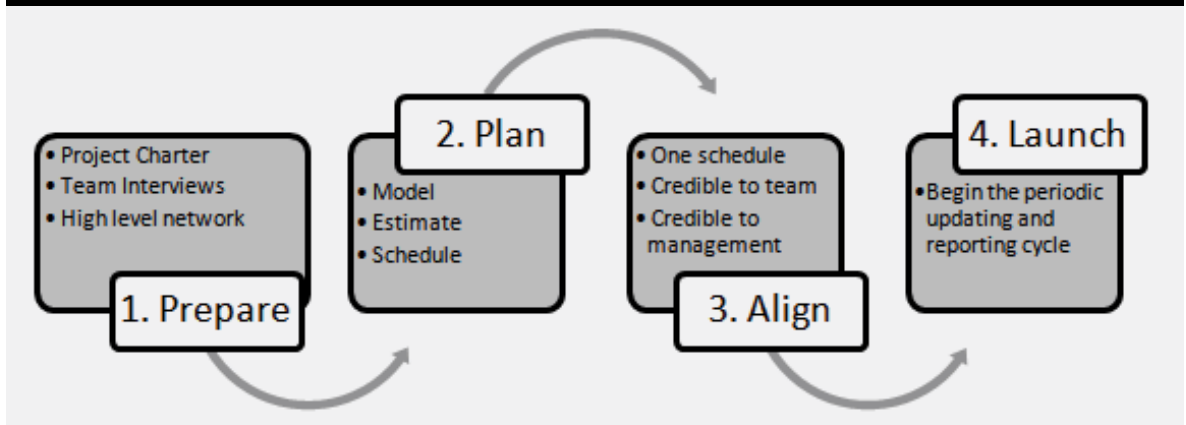 • Project Charter
• Team Interviews
• High level network
1. Prepare
2. Plan
• Model
• Estimate
• Schedule
• One schedule
• Credible to team
• Credible to
management
3. Align
4. Launch
• Begin the periodic
updating and
reporting cycle